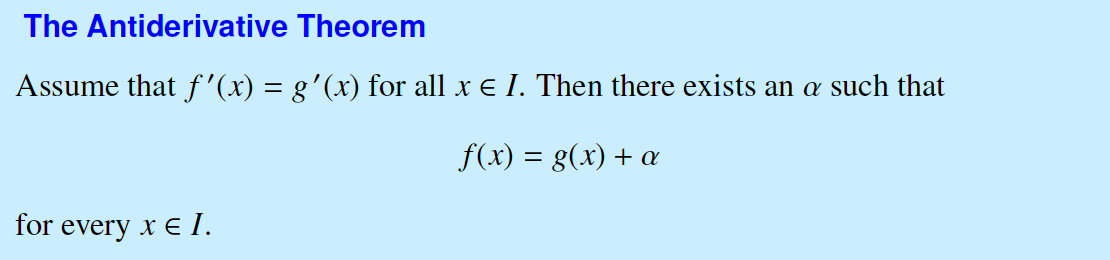 The Antiderivative Theorem
Assume that f′(x) = g′(x) for all x ∈ I. Then there exists an α such that
f(x) = g(x) + α
for every x ∈ I.